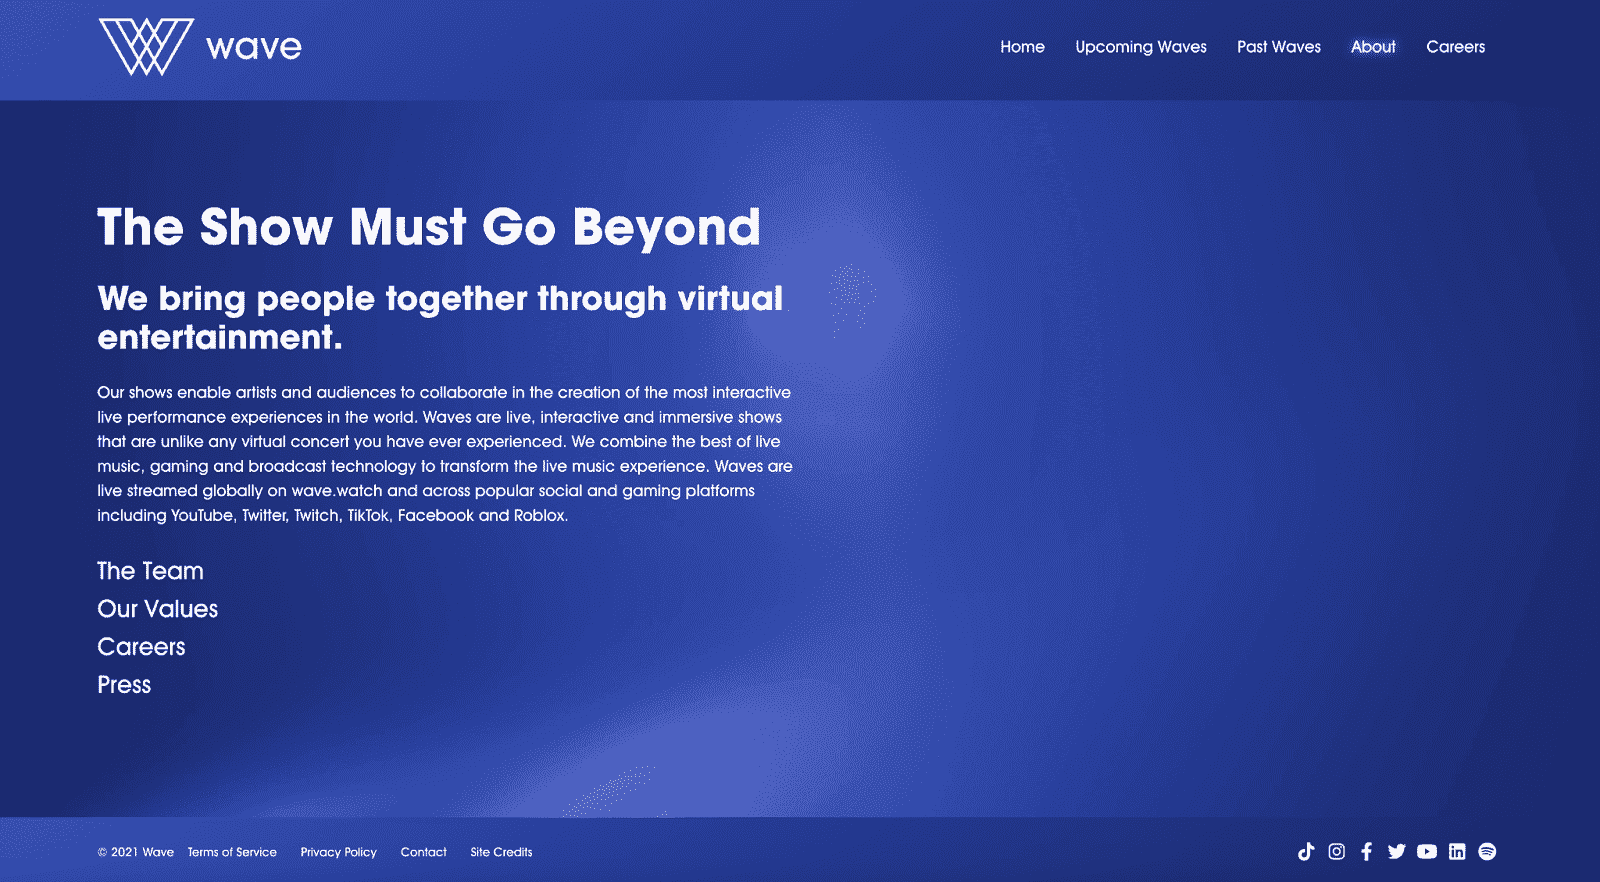 wave
Home
Upcoming Waves
Past Waves
About
Careers
The Show Must Go Beyond
We bring people together through virtual
entertainment.
Our shows enable artists and audiences to collaborate in the creation of the most interactive
live performance experiences in the world. Waves are live, interactive and immersive shows
that are unlike any virtual concert you have ever experienced. We combine the best of live
music, gaming and broadcast technology to transform the live music experience. Waves are
live streamed globally on wave.watch and across popular social and gaming platforms
including YouTube, Twitter, Twitch, TikTok, Facebook and Roblox.
The Team
Our Values
Careers
Press
© 2021 Wave
Terms of Service
Privacy Policy
Contact
Site Credits